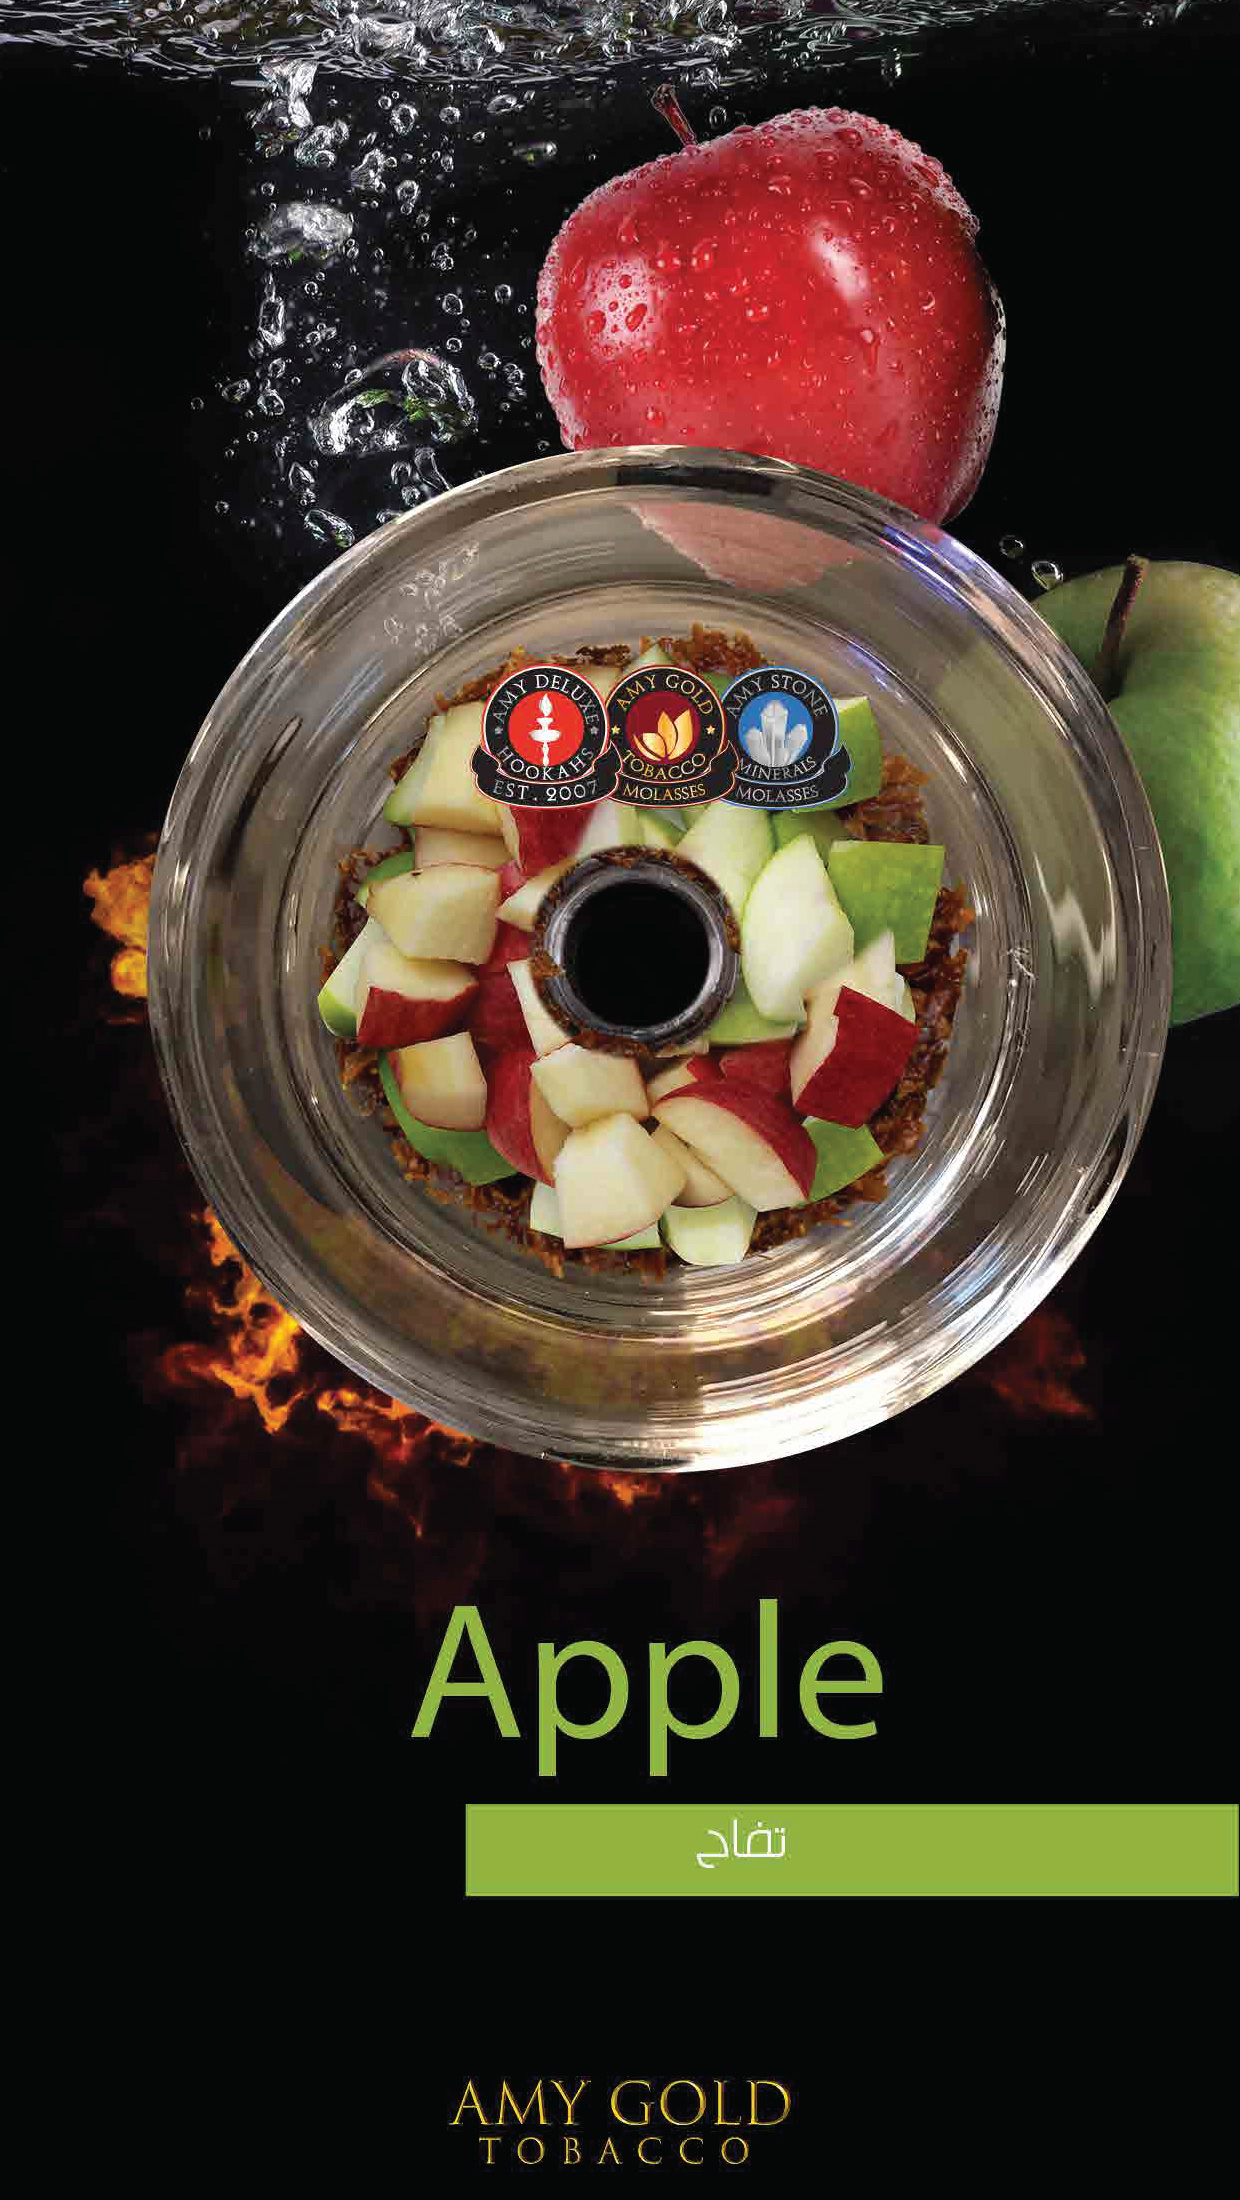 AMY DELUXE
HOOKAHS
EST. 2007
AMY GOLD
TOBACCO
MOLASSES
AMY STONE
MINERALS
MOLASSES
Apple
تفاح
AMY GOLD
TOBACCO